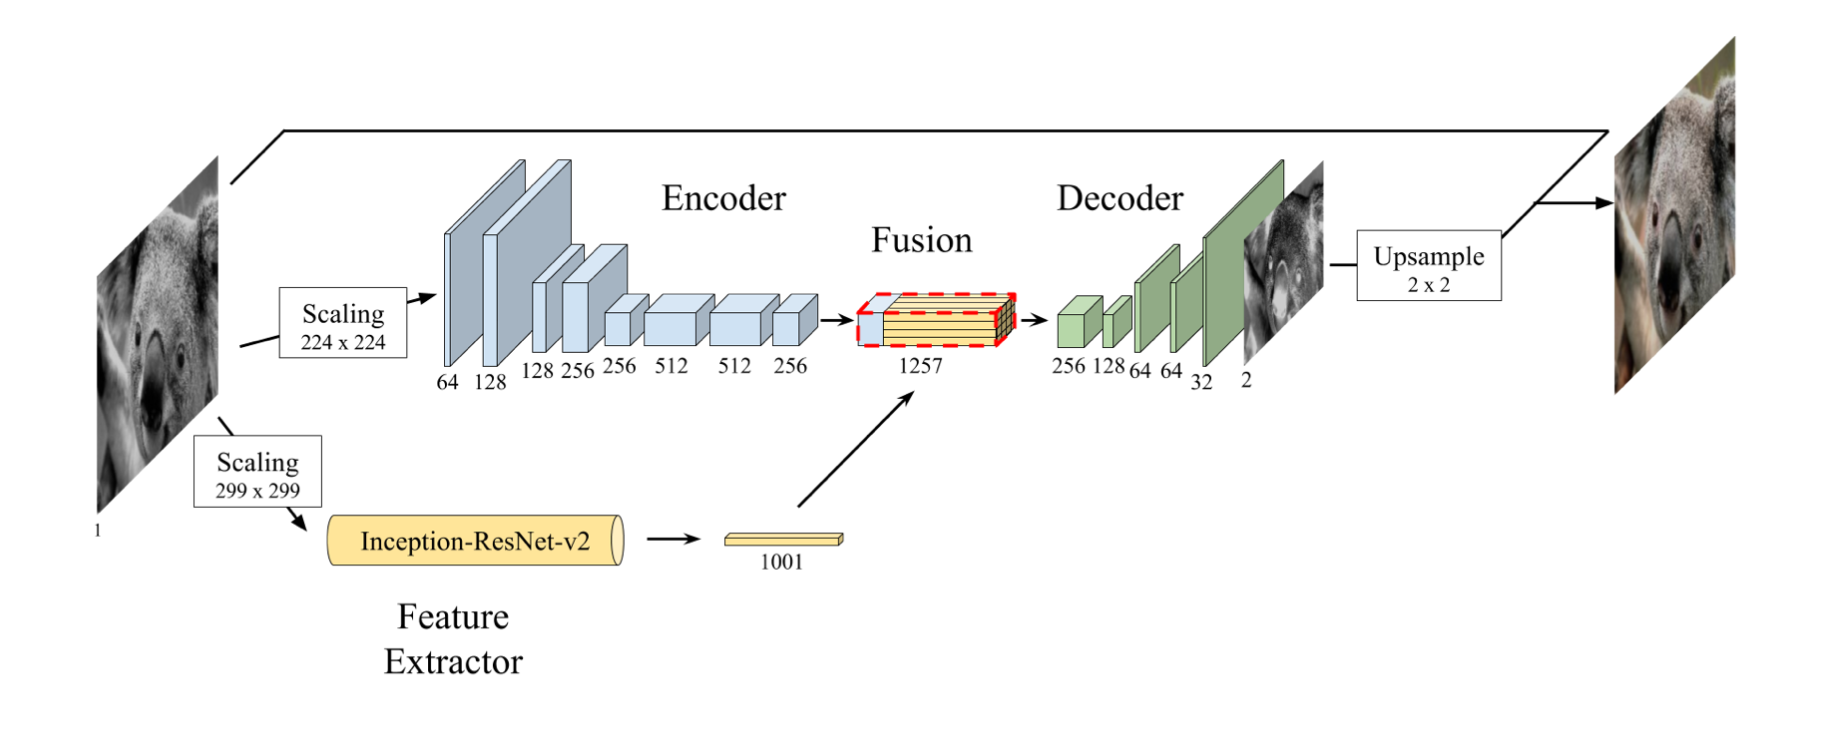 Encoder
Decoder
Fusion
Scaling
224 x 224
Upsample
2 x 2
64 128 128 256 256 512 512 256
1257
256 128 64 64 32 2
Scaling
299 x 299
1
Inception-ResNet-v2
1001
Feature
Extractor